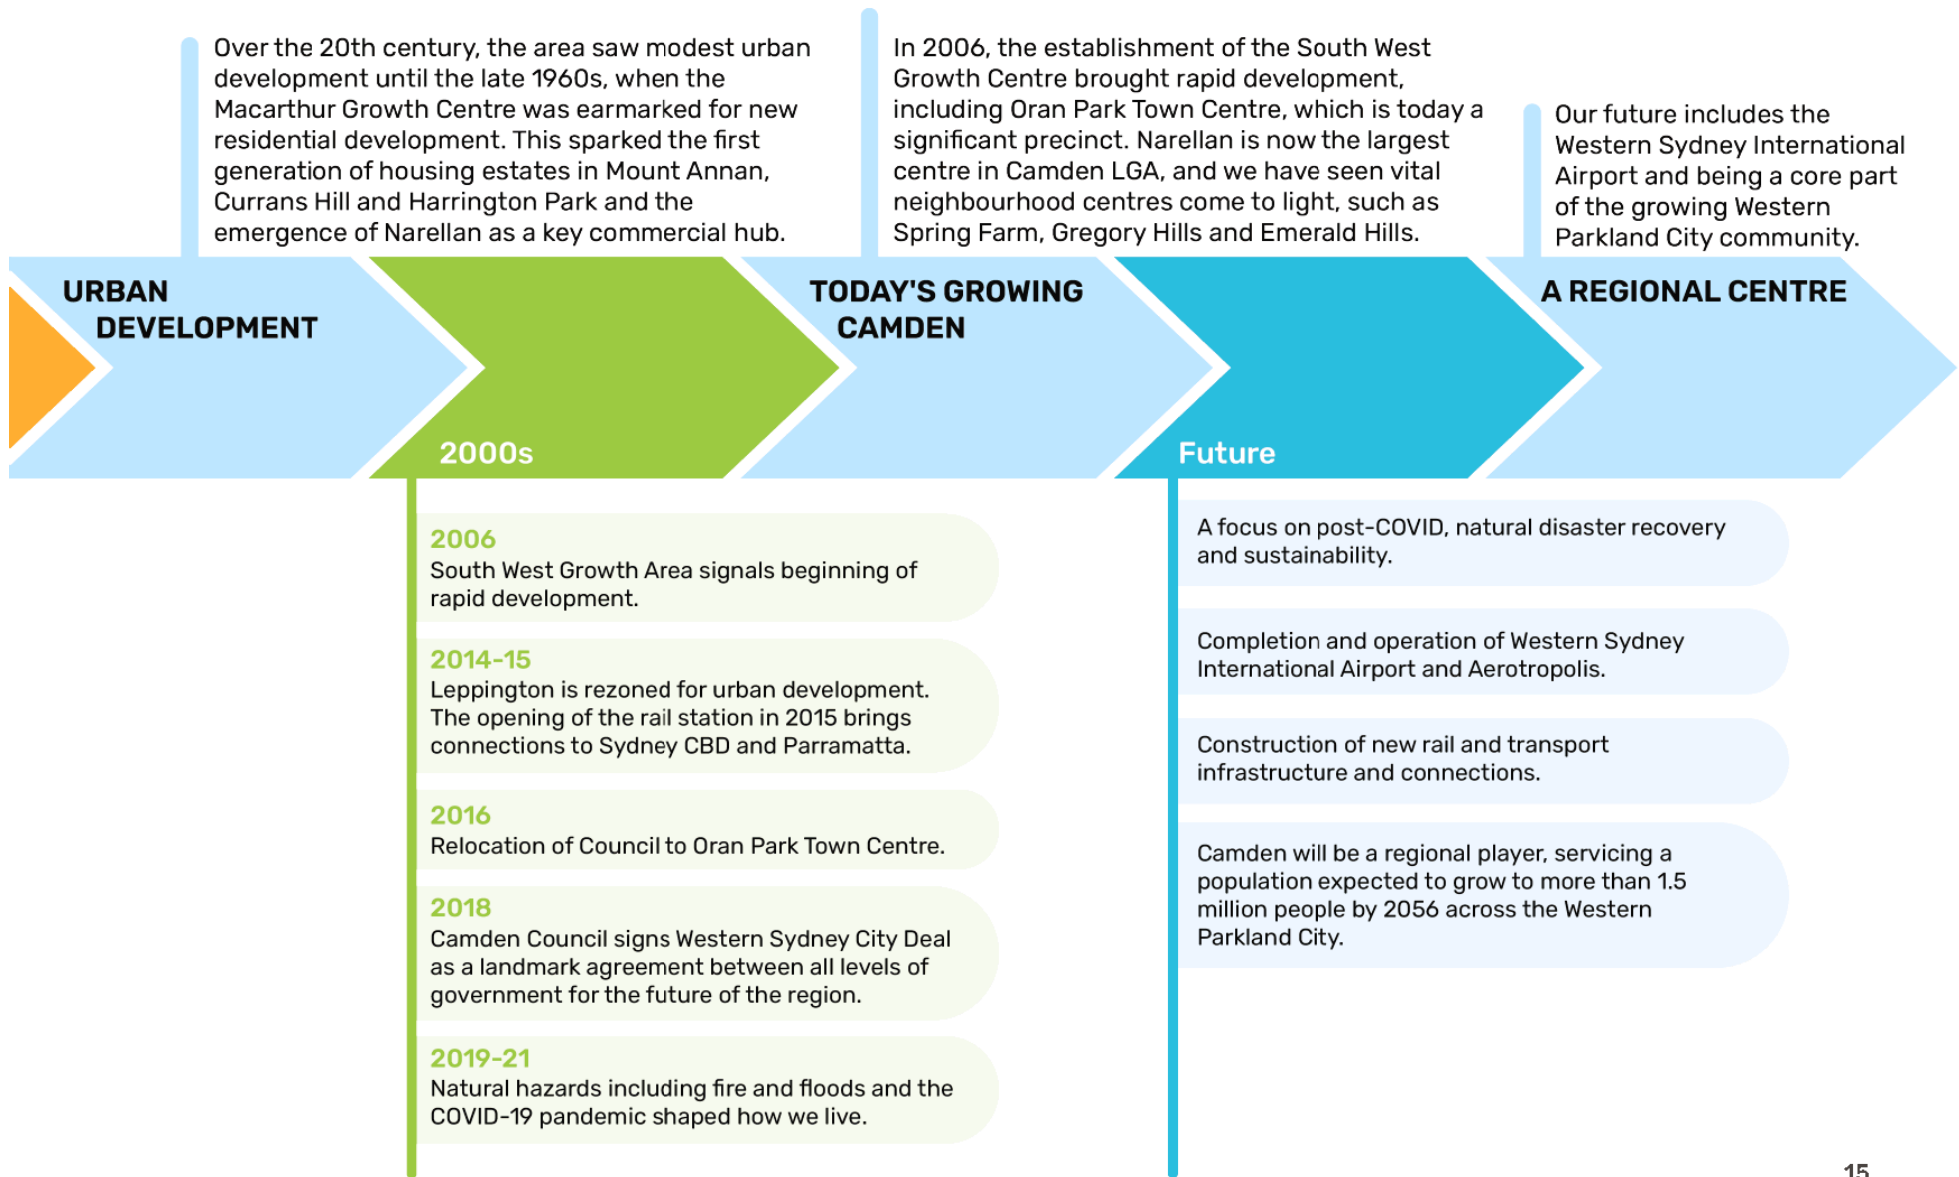 Over the 20th century, the area saw modest urban
development until the late 1960s, when the
Macarthur Growth Centre was earmarked for new
residential development. This sparked the first
generation of housing estates in Mount Annan,
Currans Hill and Harrington Park and the
emergence of Narellan as a key commercial hub.
In 2006, the establishment of the South West
Growth Centre brought rapid development,
including Oran Park Town Centre, which is today a
significant precinct. Narellan is now the largest
centre in Camden LGA, and we have seen vital
neighbourhood centres come to light, such as
Spring Farm, Gregory Hills and Emerald Hills.
Our future includes the
Western Sydney International
Airport and being a core part
of the growing Western
Parkland City community.
URBAN
DEVELOPMENT
TODAY'S GROWING
CAMDEN
A REGIONAL CENTRE
2000s
2006
South West Growth Area signals beginning of
rapid development.
2014-15
Leppington is rezoned for urban development.
The opening of the rail station in 2015 brings
connections to Sydney CBD and Parramatta.
2016
Relocation of Council to Oran Park Town Centre.
2018
Camden Council signs Western Sydney City Deal
as a landmark agreement between all levels of
government for the future of the region.
2019-21
Natural hazards including fire and floods and the
COVID-19 pandemic shaped how we live.
Future
A focus on post-COVID, natural disaster recovery
and sustainability.
Completion and operation of Western Sydney
International Airport and Aerotropolis.
Construction of new rail and transport
infrastructure and connections.
Camden will be a regional player, servicing a
population expected to grow to more than 1.5
million people by 2056 across the Western
Parkland City.
15